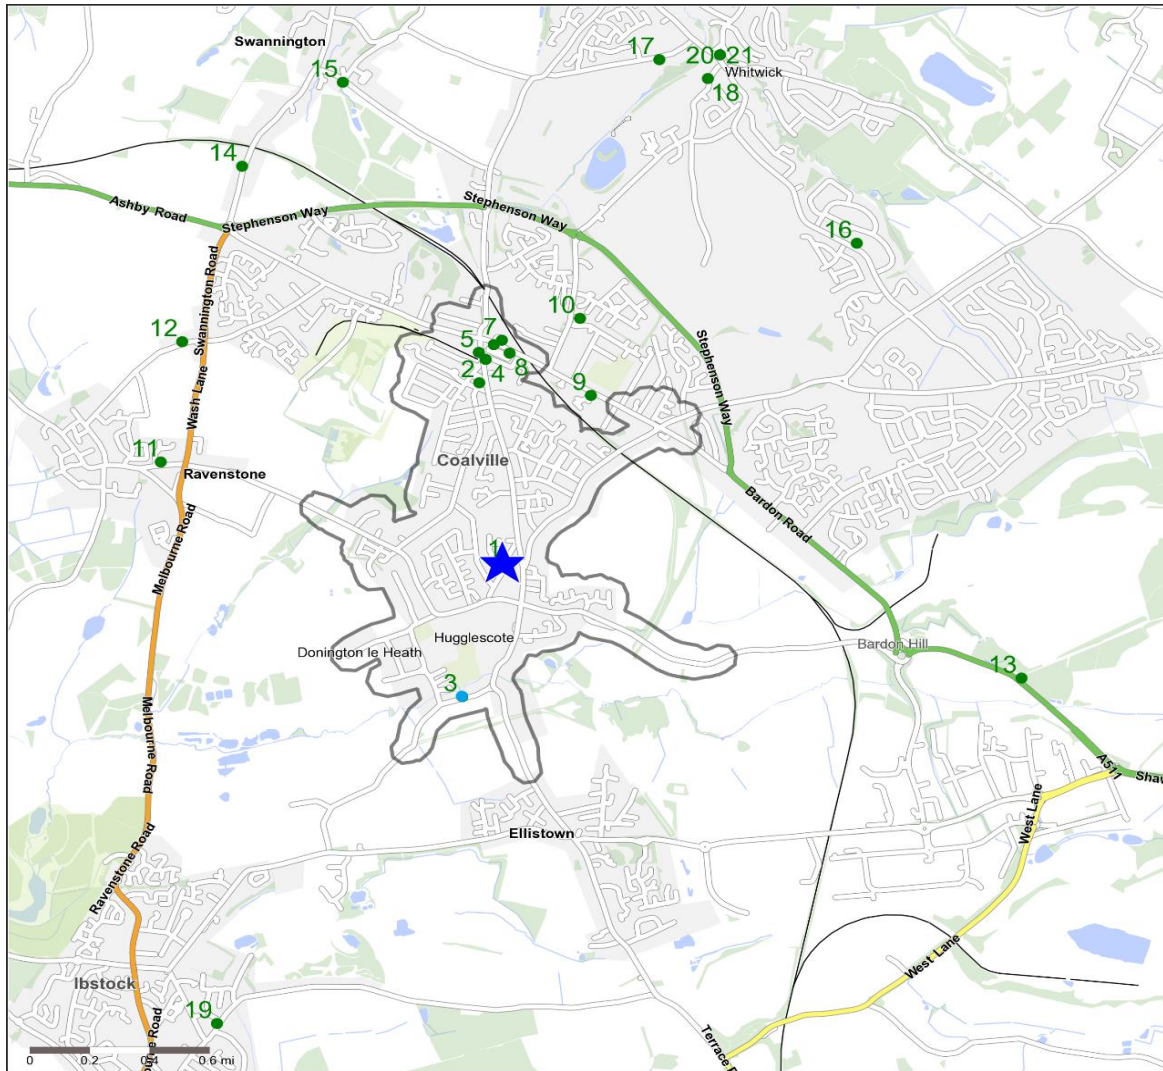 Swannington
17
20
21
Whitwick
15
18
14
Ashby Road
Stephenson Way
Stephenson Way
Swannington Road
16
10
12
7
5
8
2
4
9
Stephenson Way
Wash Lane
Coalville
11
Ravenstone
Melbourne Road
Bardon Road
1
Hugglescote
Donington le Heath
Bardon Hill
3
13
Melbourne Road
A511
Shaw
West Lane
Ellistown
Ravenstone Road
West Lane
Ibstock
19
Terrace
0
0.2
0.4
0.6 mi
Road